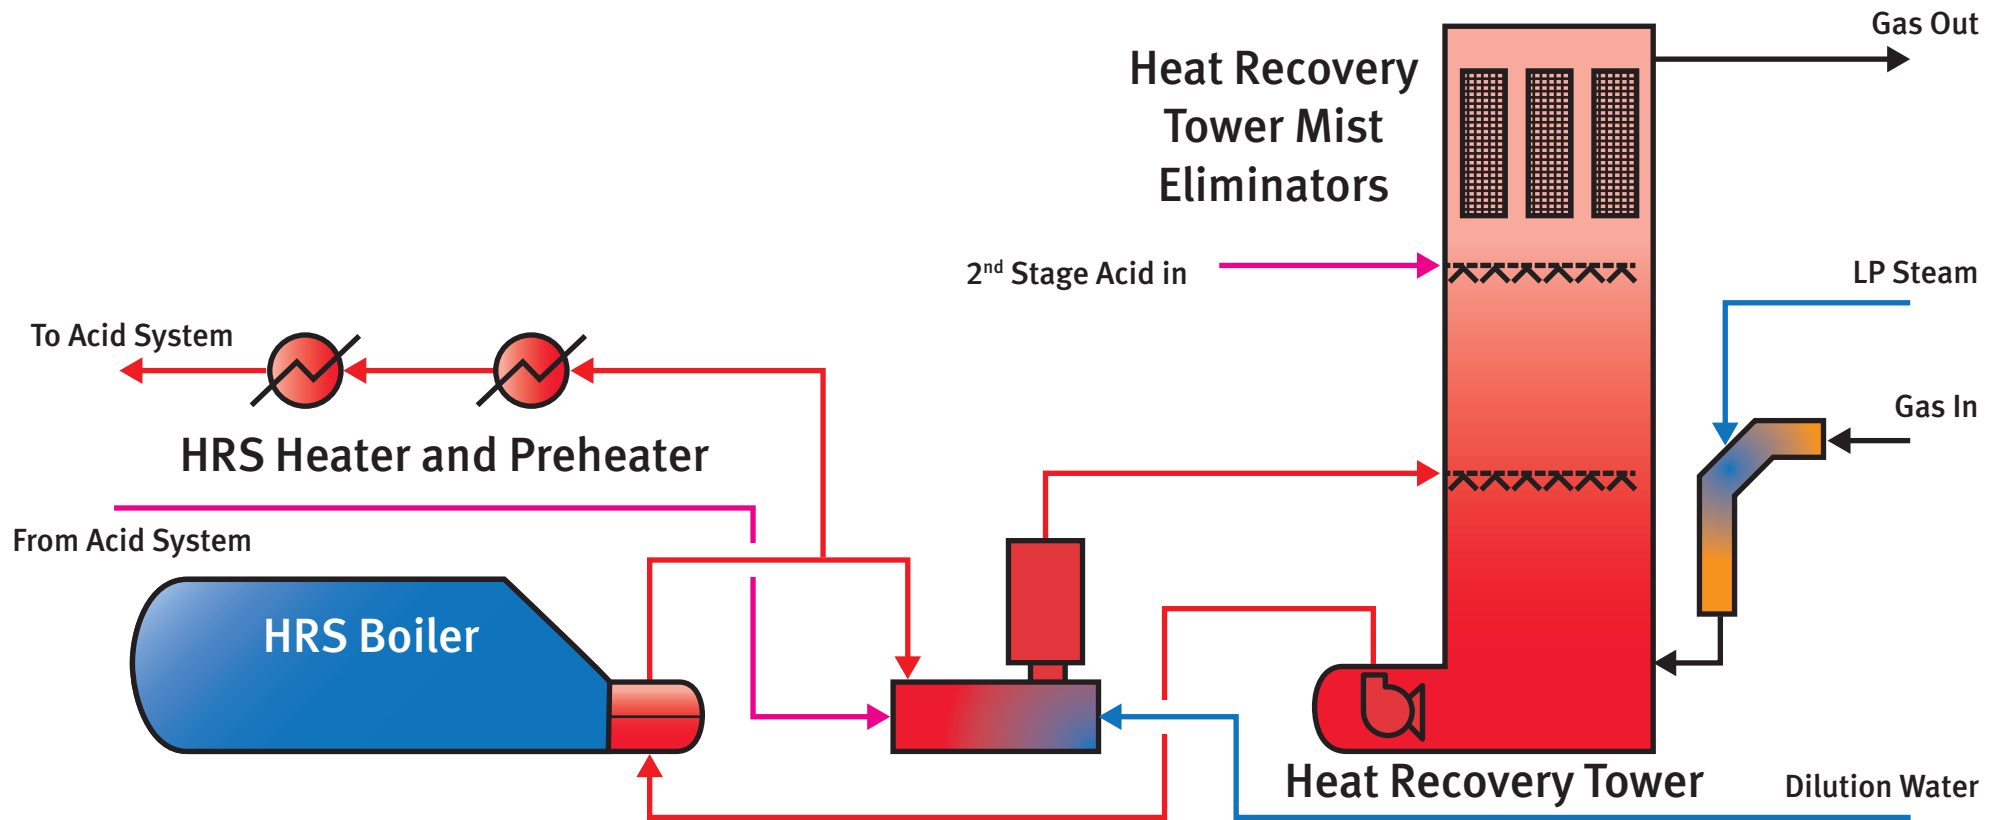 Gas Out
Heat Recovery
Tower Mist
Eliminators
2nd Stage Acid in
LP Steam
To Acid System
Gas In
HRS Heater and Preheater
From Acid System
HRS Boiler
Heat Recovery Tower
Dilution Water